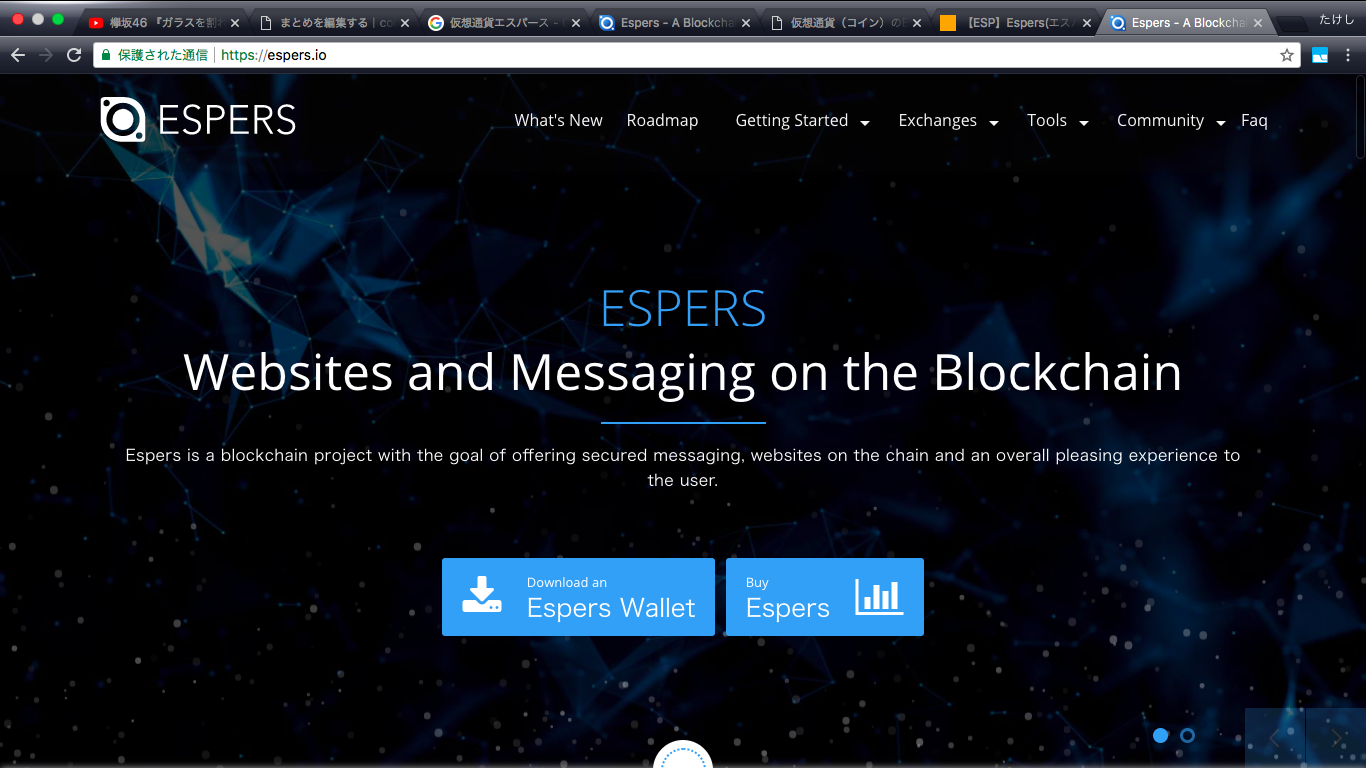 欅坂46 『ガラスを割れ
まとめを編集する | co
仮想通貨エスパース -
Espers - A Blockchai
仮想通貨（コイン）の
【ESP】Espers(エス
Espers - A Blockchai
たけし
保護された通信 https://espers.io
ESPERS
What's New Roadmap Getting Started Exchanges Tools Community Faq
ESPERS
Websites and Messaging on the Blockchain
Espers is a blockchain project with the goal of offering secured messaging, websites on the chain and an overall pleasing experience to
the user.
Download an
Espers Wallet
Buy
Espers